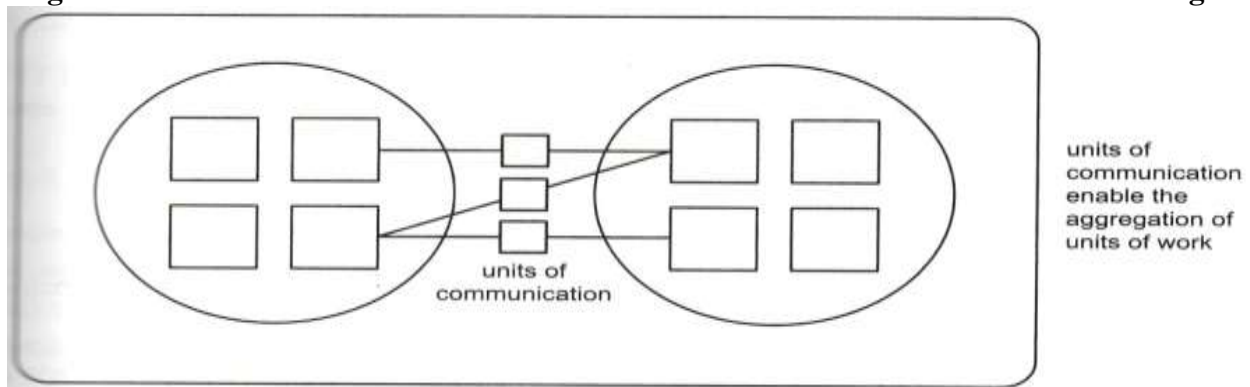 units of
communication
units of
communication
enable the
aggregation of
units of work